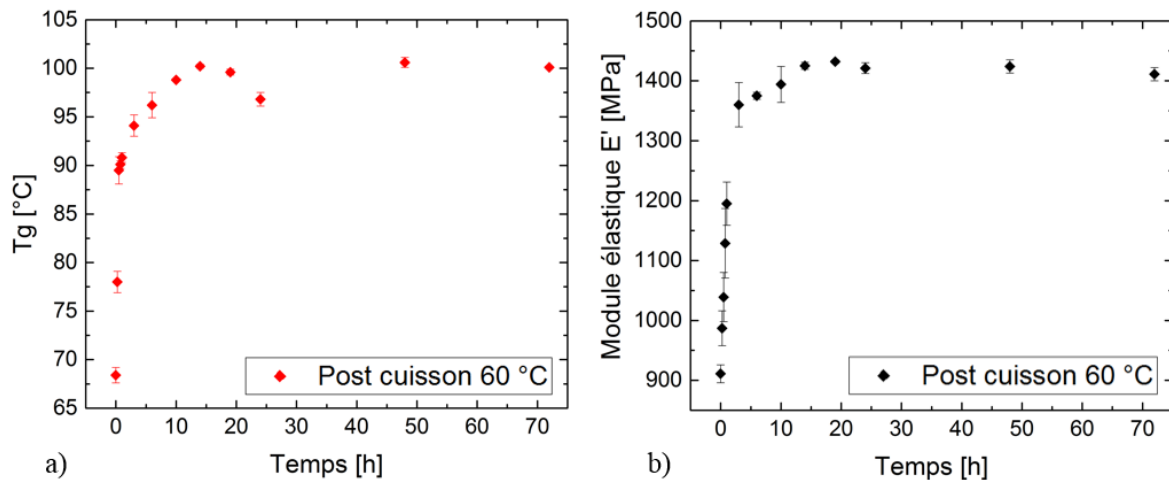 105
100
95
90
85
80
75
70
65
Tg [°C]
Post cuisson 60 °C
0 10 20 30 40 50 60 70
Temps [h]
a)
1500
1400
1300
1200
1100
1000
900
Module élastique E' [MPa]
Post cuisson 60 °C
0 10 20 30 40 50 60 70
Temps [h]
b)